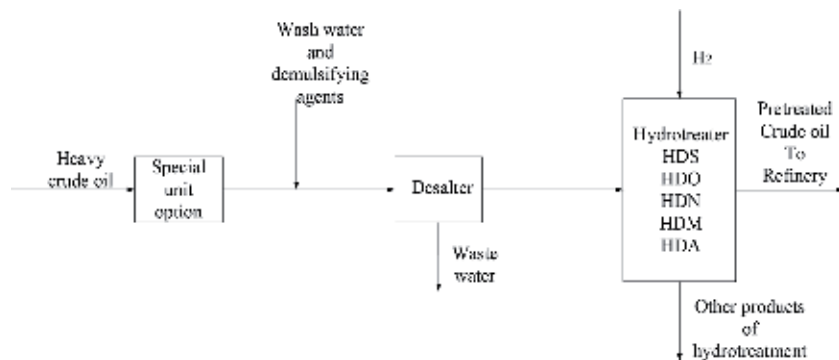 Wash water
and
demulsifying
agents
H2
Heavy
crude oil
Special
unit
option
Desalter
Waste
water
Hydrotreater
HDS
HDO
HDN
HDM
HDA
Pretreated
Crude oil
To
Refinery
Other products
of
hydrotreatment